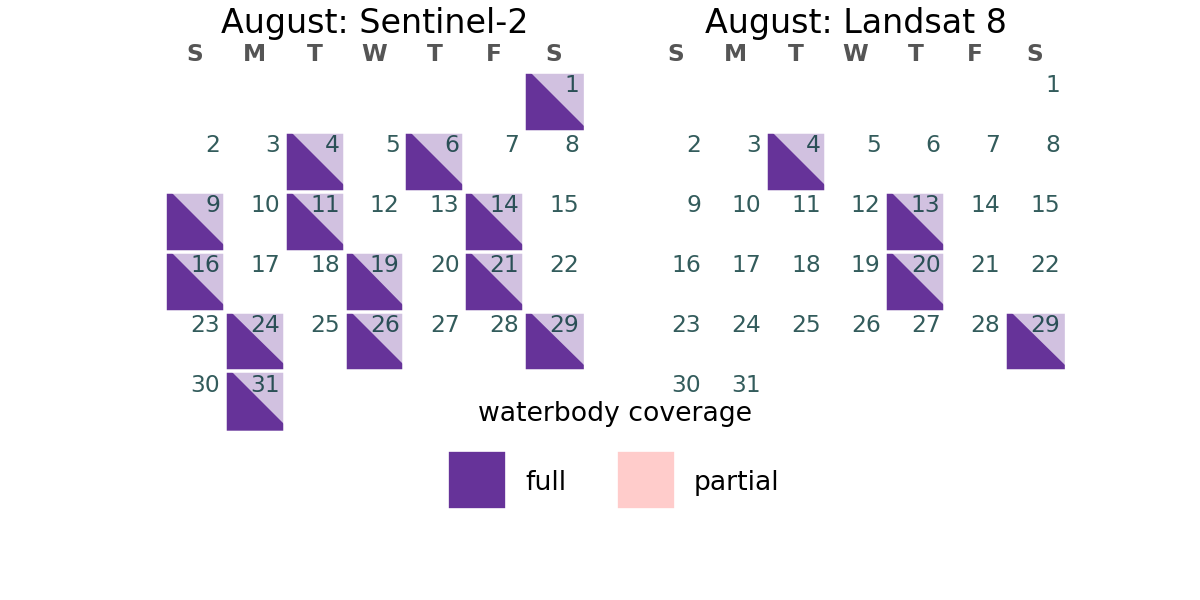 August: Sentinel-2
S M T W T F S
1
2 3 4 5 6 7 8
9 10 11 12 13 14 15
16 17 18 19 20 21 22
23 24 25 26 27 28 29
30 31
August: Landsat 8
S M T W T F S
1
2 3 4 5 6 7 8
9 10 11 12 13 14 15
16 17 18 19 20 21 22
23 24 25 26 27 28 29
30 31
waterbody coverage
full partial